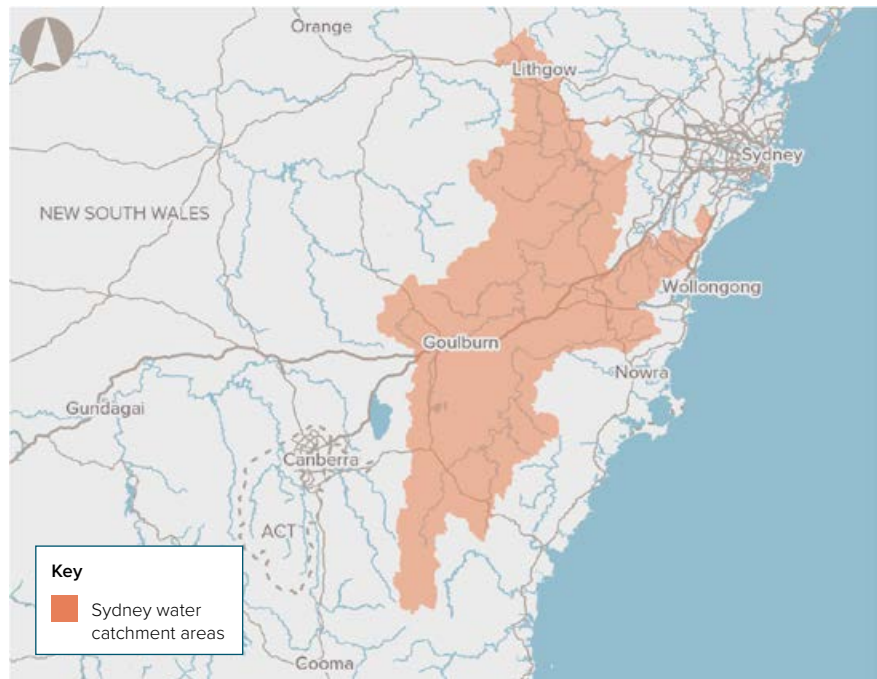 Orange
Lithgow
Sydney
NEW SOUTH WALES
Wollongong
Goulburn
Nowra
Gundagai
Canberra
ACT
Key
Sydney water
catchment areas
Cooma